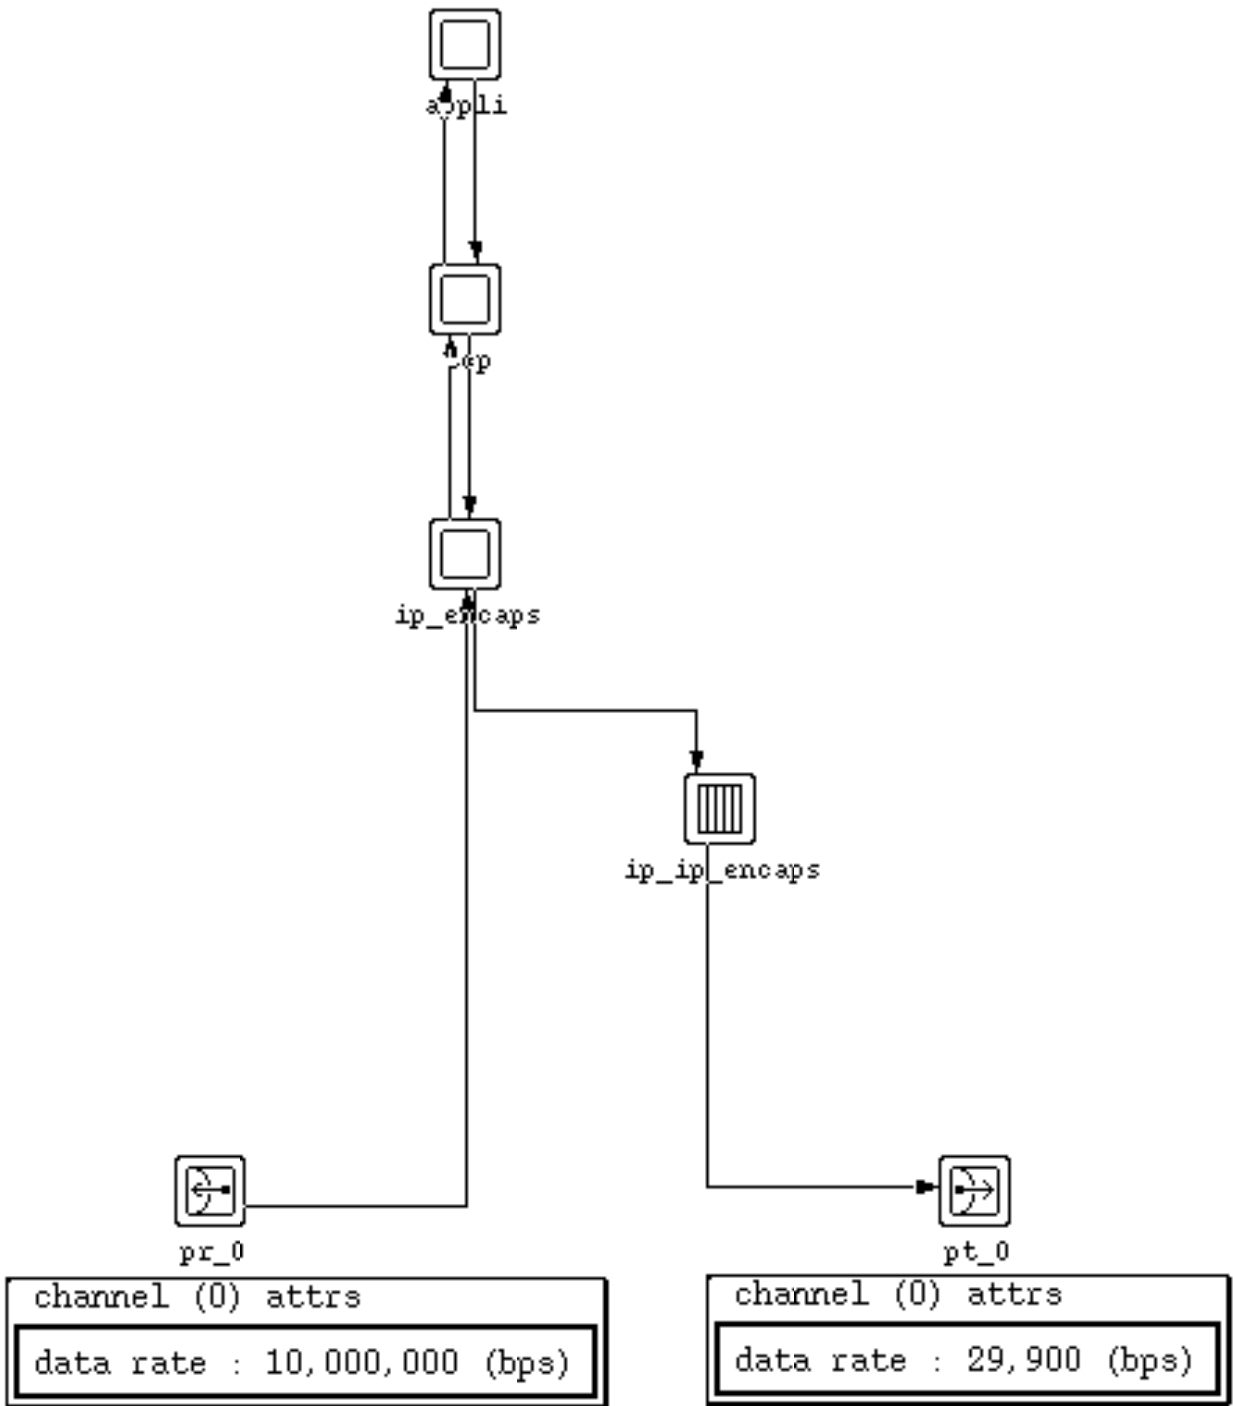 appli
tcp
ip_encaps
ip_ip_encaps
pr_0
pt_0
channel (0) attrs
data rate : 10,000,000 (bps)
channel (0) attrs
data rate : 29,900 (bps)